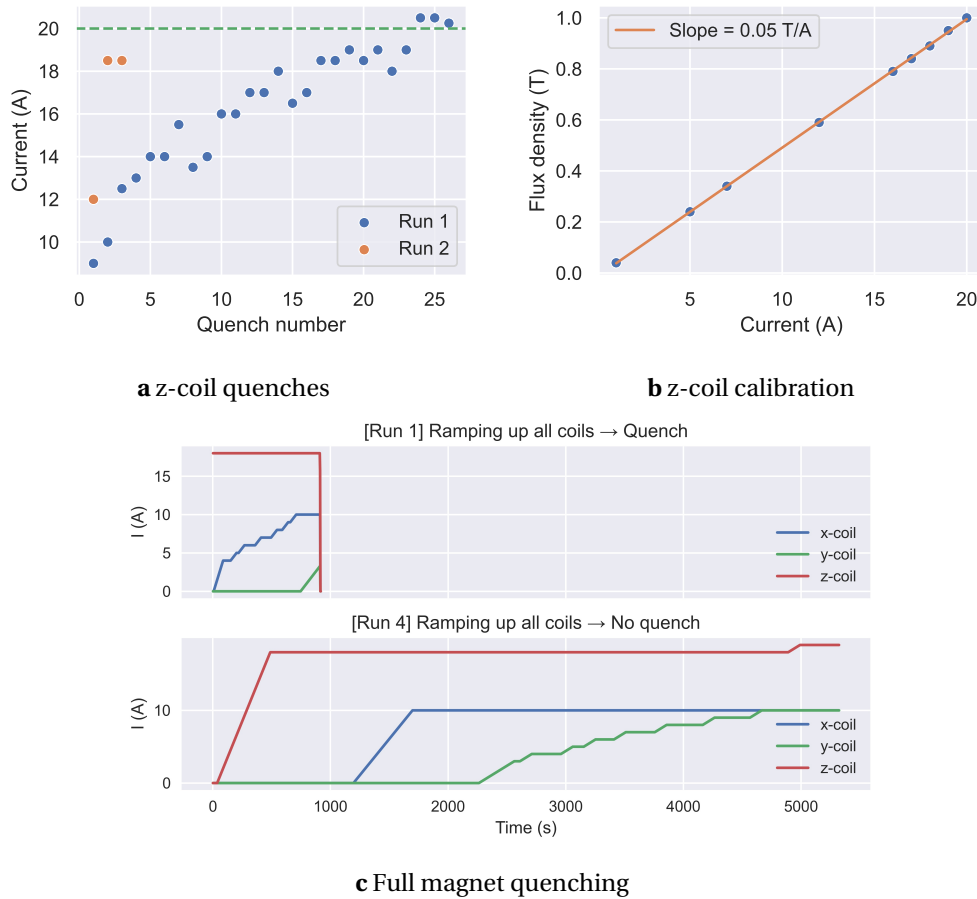 20
18
16
14
12
10
Current (A)
0
5
10
15
20
25
Quench number
Run 1
Run 2
a z-coil quenches
1.0
0.8
0.6
0.4
0.2
0.0
Flux density (T)
5
10
15
20
Current (A)
Slope = 0.05 T/A
b z-coil calibration
[Run 1] Ramping up all coils → Quench
15
10
5
0
I (A)
x-coil
y-coil
z-coil
[Run 4] Ramping up all coils → No quench
10
0
I (A)
x-coil
y-coil
z-coil
0
1000
2000
3000
4000
5000
Time (s)
c Full magnet quenching